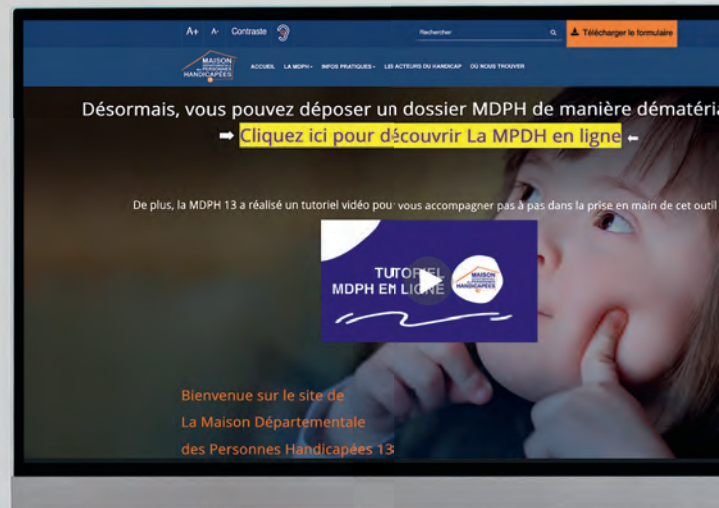 A+ A- Contraste
Rechercher
Télécharger le formulaire
MAISON
DÉPARTEMENTALE
DES PERSONNES
HANDICAPÉES
ACCUEIL LA MDPH INFOS PRATIQUES LES ACTEURS DU HANDICAP OÙ NOUS TROUVER
Désormais, vous pouvez déposer un dossier MDPH de manière dématéria
➡ Cliquez ici pour découvrir La MPDH en ligne ⬅
De plus, la MDPH 13 a réalisé un tutoriel vidéo pour vous accompagner pas à pas dans la prise en main de cet outil
TUTORIEL
MDPH EN LIGNE
MAISON
DÉPARTEMENTALE
DES PERSONNES
HANDICAPÉES
Bienvenue sur le site de
La Maison Départementale
des Personnes Handicapées 13